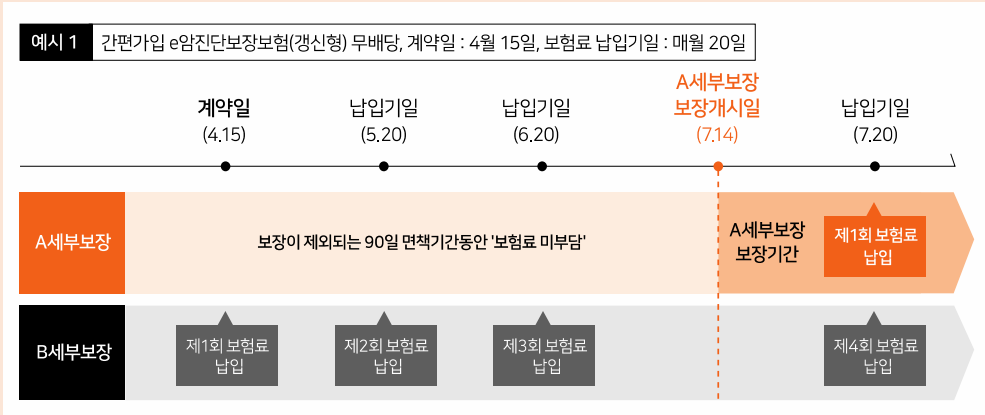 예시 1 간편가입 e암진단보장보험(갱신형) 무배당, 계약일 : 4월 15일, 보험료 납입기일 : 매월 20일
A세부보장
보장개시일
(7.14)
계약일
(4.15)
납입기일
(5.20)
납입기일
(6.20)
납입기일
(7.20)
A세부보장
보장이 제외되는 90일 면책기간동안 '보험료 미부담'
A세부보장
보장기간
제1회 보험료
납입
B세부보장
제1회 보험료
납입
제2회 보험료
납입
제3회 보험료
납입
제4회 보험료
납입